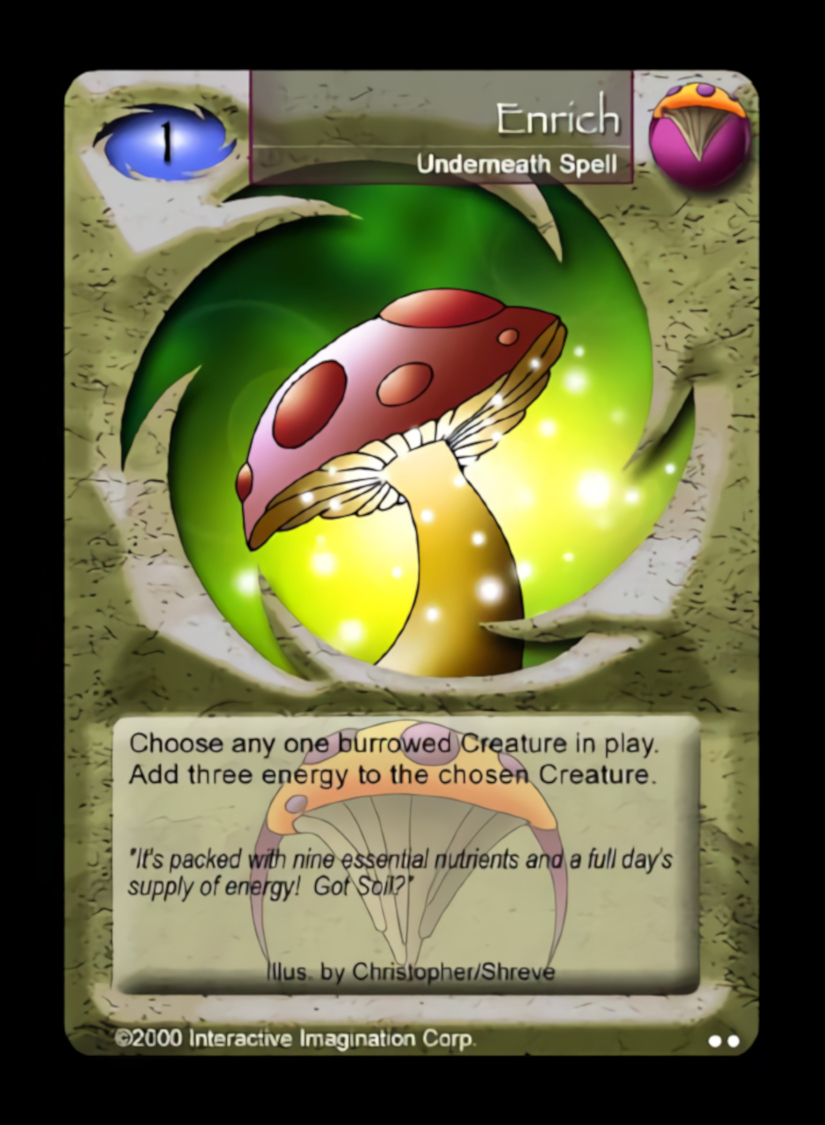 1
Enrich
Underneath Spell
Choose any one burrowed Creature in play.
Add three energy to the chosen Creature.
"It's packed with nine essential nutrients and a full day's
supply of energy!  Got Soil?"
Illus. by Christopher/Shreve
©2000 Interactive Imagination Corp.